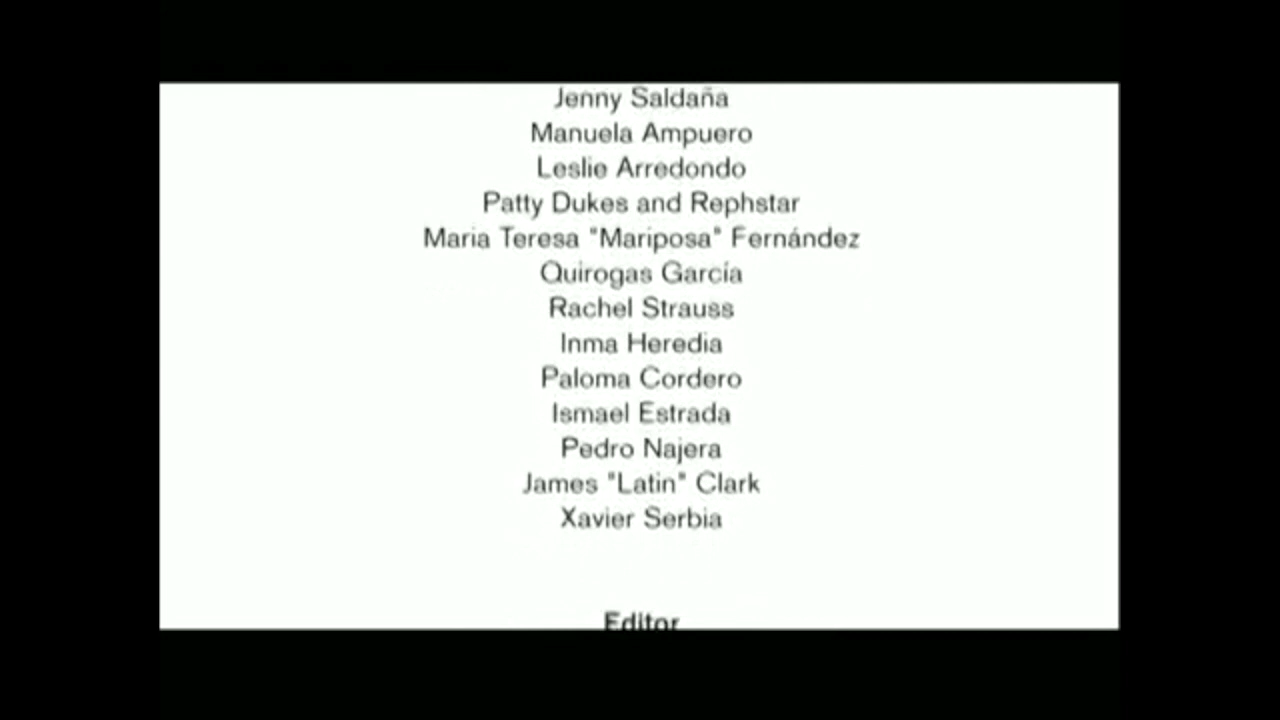 Jenny Saldaña
Manuela Ampuero
Leslie Arredondo
Patty Dukes and Rephstar
Maria Teresa "Mariposa" Fernández
Quirogas García
Rachel Strauss
Inma Heredia
Paloma Cordero
Ismael Estrada
Pedro Najera
James "Latin" Clark
Xavier Serbia
Editor